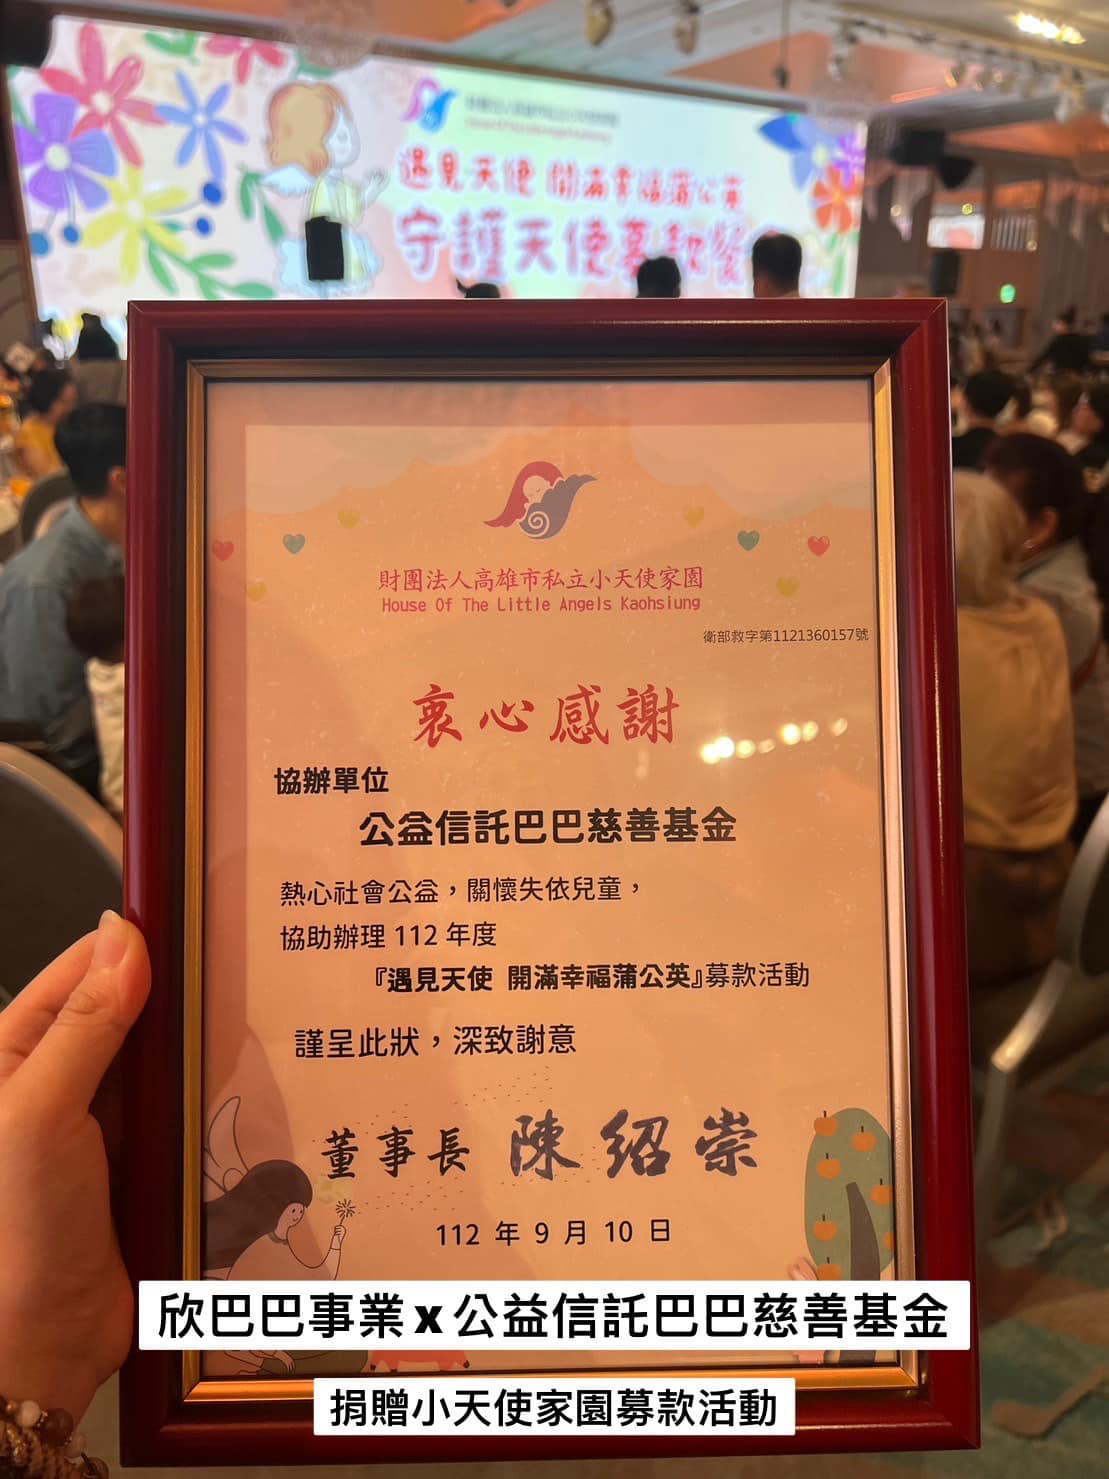 遇見天使 開滿幸福蒲公英
守護天使募款餐
財團法人高雄市私立小天使家園
House Of The Little Angels Kaohsiung
衛部救字第1121360157號
衷心感謝
協辦單位
公益信託巴巴慈善基金
熱心社會公益，關懷失依兒童，
協助辦理 112 年度
『遇見天使 開滿幸福蒲公英』募款活動
謹呈此狀，深致謝意
董事長 陳紹崇
112 年 9 月 10 日
欣巴巴事業 x 公益信託巴巴慈善基金
捐贈小天使家園募款活動